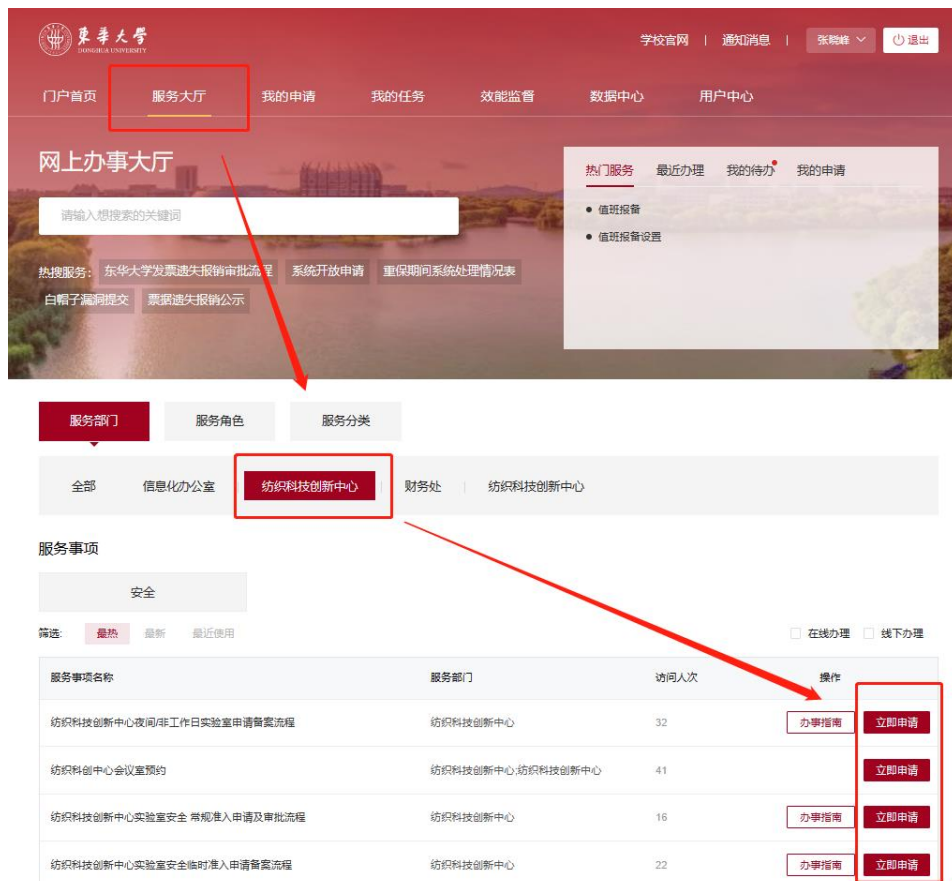 東華大學
DONGHUA UNIVERSITY
学校官网 | 通知消息 | 张晓峰 退出
门户首页 服务大厅 我的申请 我的任务 效能监督 数据中心 用户中心
网上办事大厅
热门服务 最近办理 我的待办 我的申请
请输入想搜索的关键词
值班报备
值班报备设置
热搜服务: 东华大学发票遗失报销审批流程 系统开放申请 重保期间系统处理情况表
白帽子漏洞提交 票据遗失报销公示
服务部门 服务角色 服务分类
全部 信息化办公室 纺织科技创新中心 财务处 纺织科技创新中心
服务事项
安全
筛选: 最热 最新 最近使用 在线办理 线下办理
服务事项名称 服务部门 访问人次 操作
纺织科技创新中心夜间/非工作日实验室申请备案流程 纺织科技创新中心 32 办事指南 立即申请
纺织科创中心会议室预约 纺织科技创新中心;纺织科技创新中心 41 立即申请
纺织科技创新中心实验室安全 常规准入申请及审批流程 纺织科技创新中心 16 办事指南 立即申请
纺织科技创新中心实验室安全临时准入申请备案流程 纺织科技创新中心 22 办事指南 立即申请